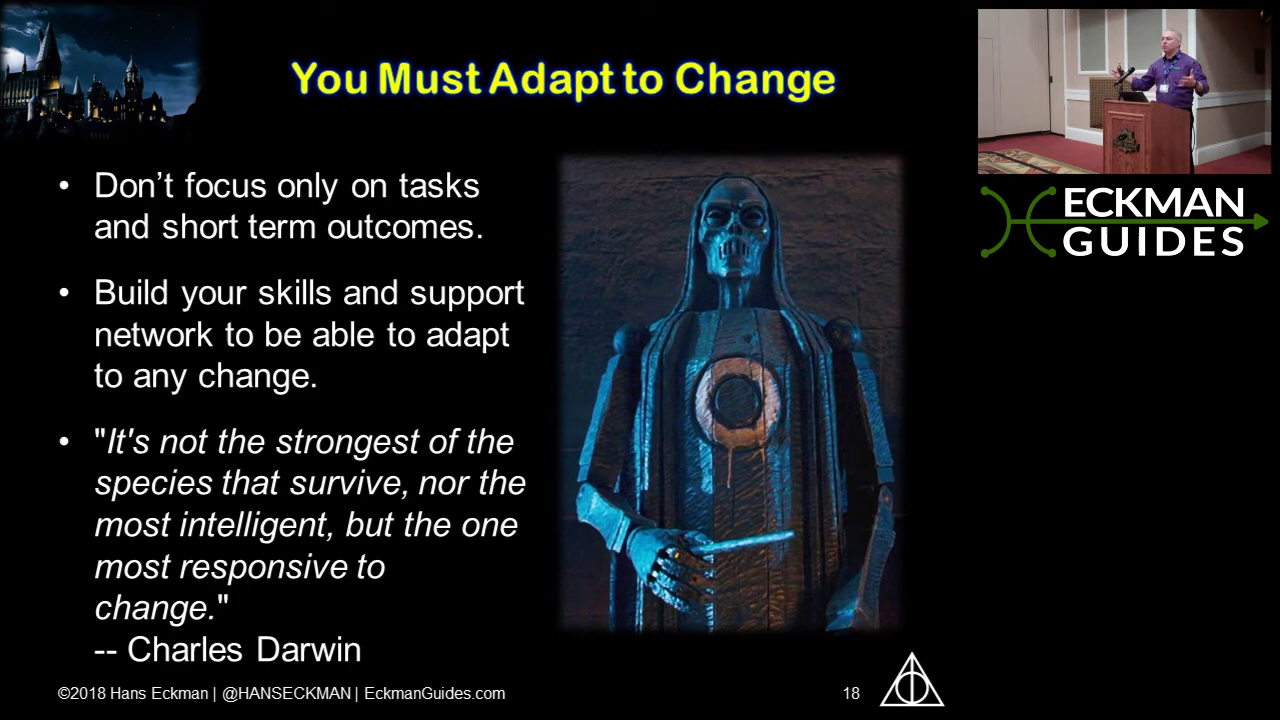 You Must Adapt to Change
• Don’t focus only on tasks
and short term outcomes.
• Build your skills and support
network to be able to adapt
to any change.
• "It's not the strongest of the
species that survive, nor the
most intelligent, but the one
most responsive to
change."
-- Charles Darwin
©2018 Hans Eckman | @HANSECKMAN | EckmanGuides.com
18
ECKMAN
GUIDES